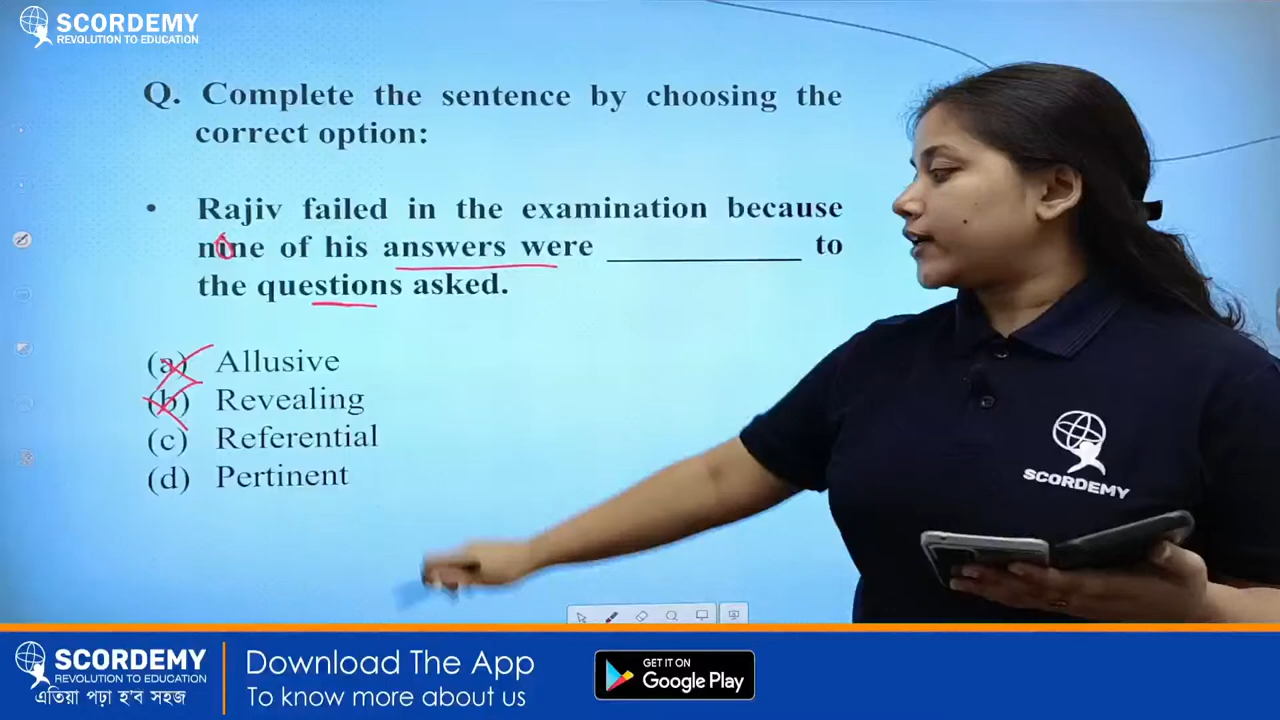 SCORDEMY
REVOLUTION TO EDUCATION
Q. Complete the sentence by choosing the
correct option:
• Rajiv failed in the examination because
nine of his answers were ____________ to
the questions asked.
(a) Allusive
(b) Revealing
(c) Referential
(d) Pertinent
SCORDEMY
SCORDEMY
REVOLUTION TO EDUCATION
এতিয়া পঢ়া হ'ব সহজ
Download The App
To know more about us
GET IT ON
Google Play